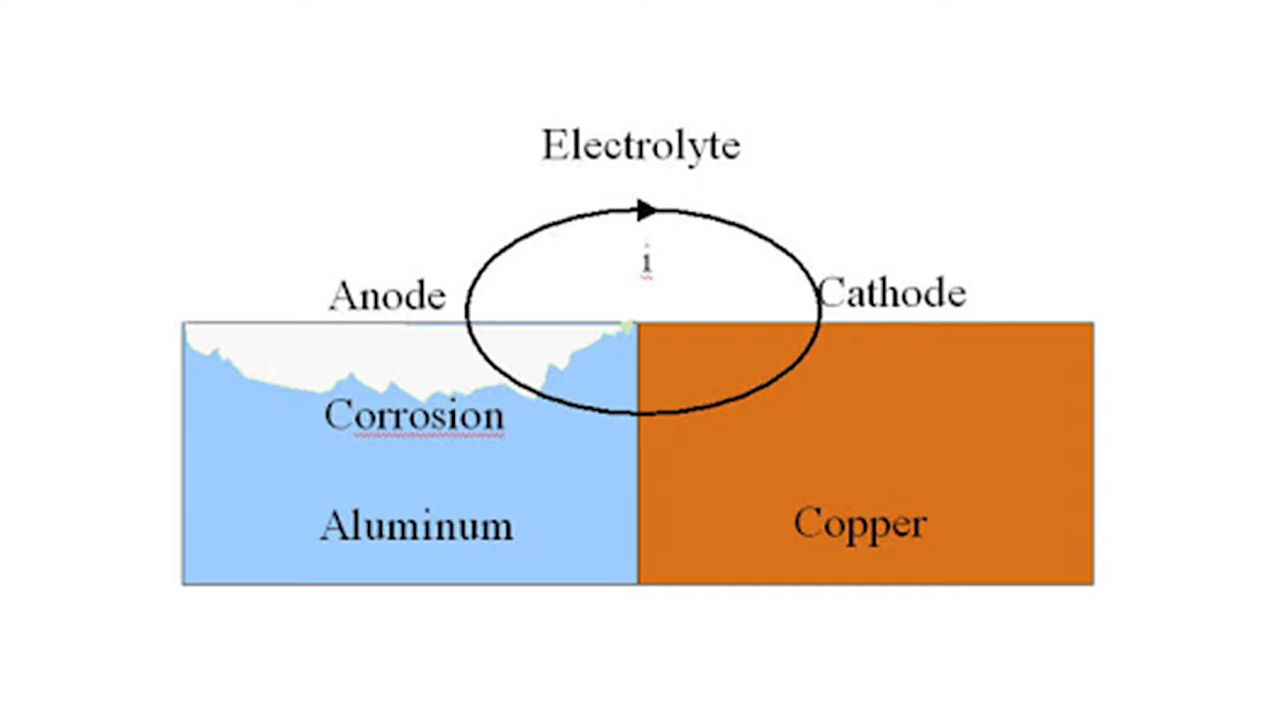 Electrolyte
i
Anode
Cathode
Corrosion
Aluminum
Copper